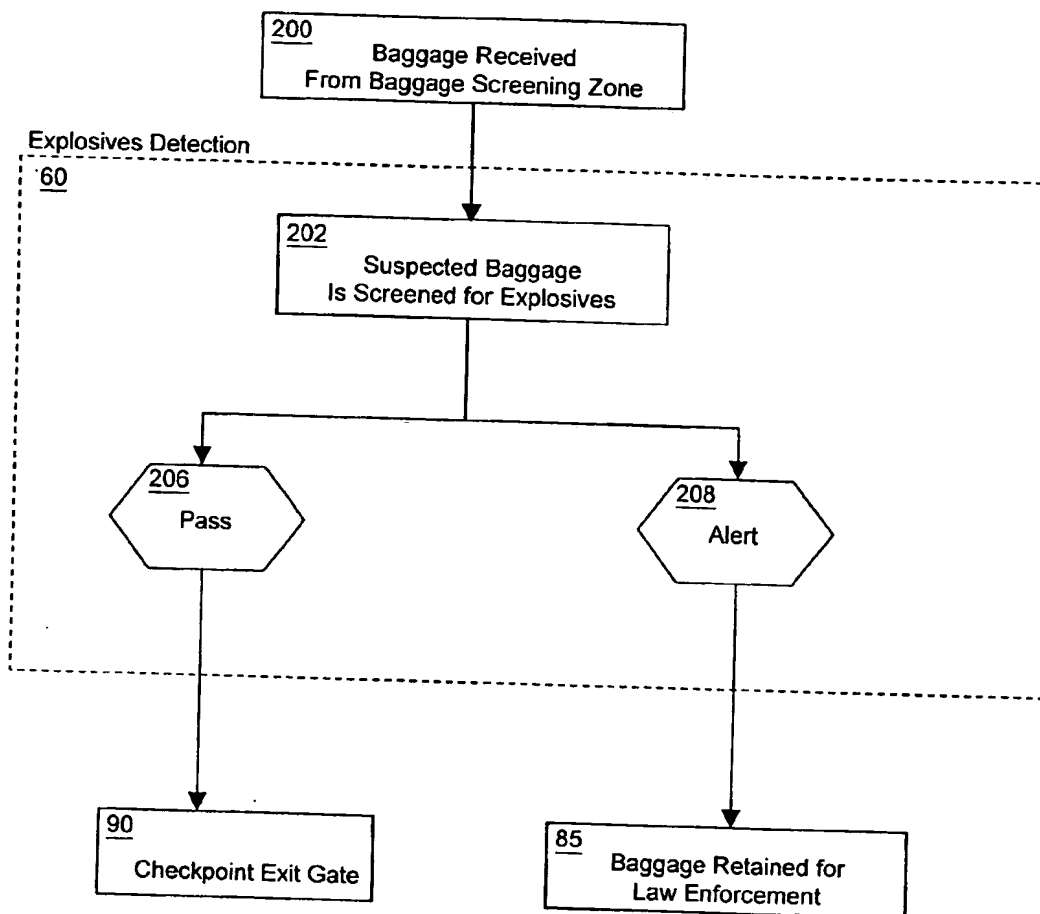 200
Baggage Received
From Baggage Screening Zone
Explosives Detection
60
202
Suspected Baggage
Is Screened for Explosives
206
Pass
208
Alert
90
Checkpoint Exit Gate
85
Baggage Retained for
Law Enforcement